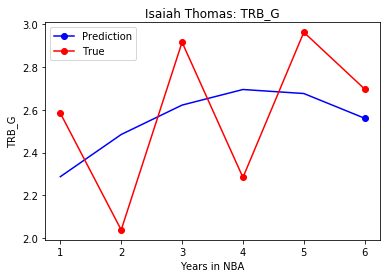 Isaiah Thomas: TRB_G
Prediction
True
3.0
2.8
2.6
2.4
2.2
2.0
TRB_G
1 2 3 4 5 6
Years in NBA